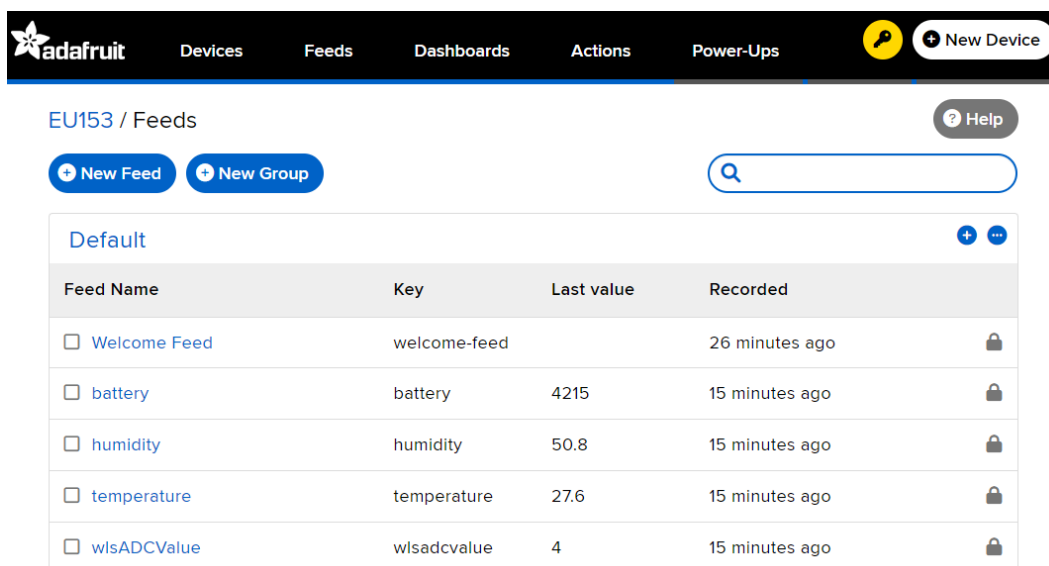 adafruit Devices Feeds Dashboards Actions Power-Ups New Device
EU153 / Feeds Help
New Feed New Group
Default
Feed Name Key Last value Recorded
Welcome Feed welcome-feed 26 minutes ago
battery battery 4215 15 minutes ago
humidity humidity 50.8 15 minutes ago
temperature temperature 27.6 15 minutes ago
wlsADCValue wlsadcvalue 4 15 minutes ago